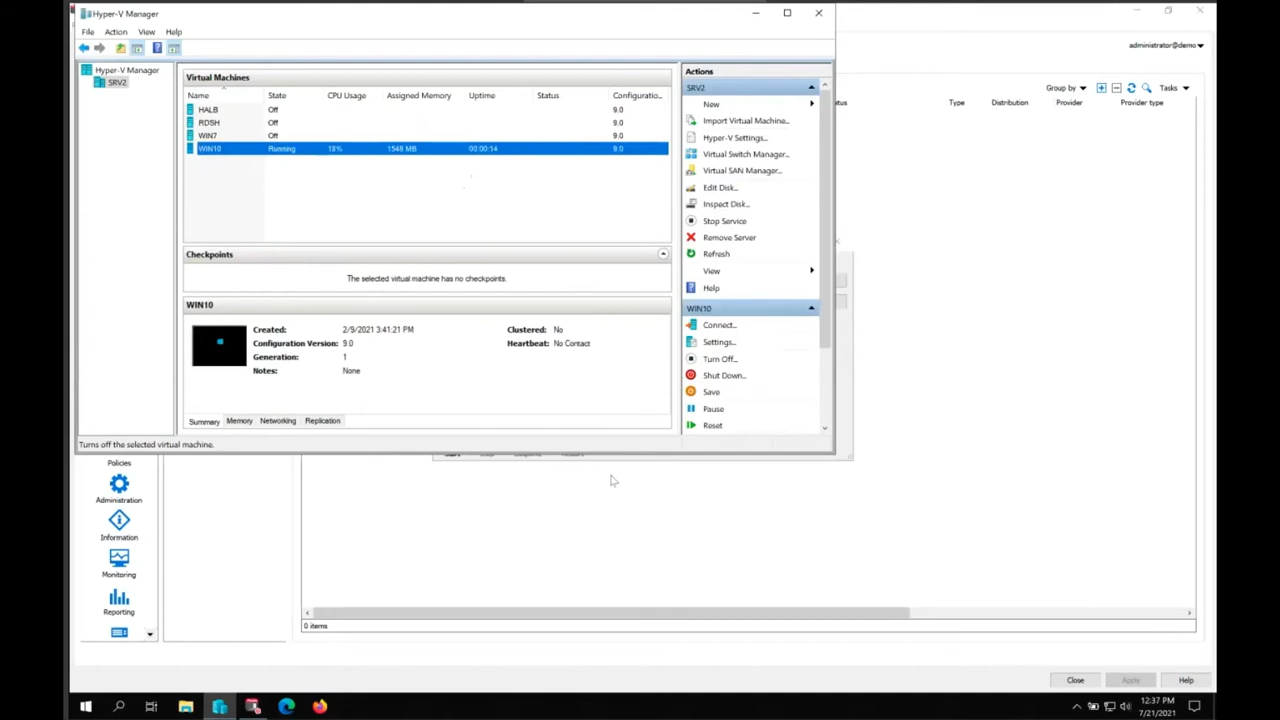 Hyper-V Manager
File Action View Help
administrator@demo
Hyper-V Manager
SRV2
Virtual Machines
Name State CPU Usage Assigned Memory Uptime Status Configuratio...
HALB Off 9.0
RDSH Off 9.0
WIN7 Off 9.0
WIN10 Running 18% 1548 MB 00:00:14 9.0
Checkpoints
The selected virtual machine has no checkpoints.
WIN10
Created: 2/9/2021 3:41:21 PM
Configuration Version: 9.0
Generation: 1
Notes: None
Clustered: No
Heartbeat: No Contact
Summary Memory Networking Replication
Turns off the selected virtual machine.
Actions
SRV2
New
Import Virtual Machine...
Hyper-V Settings...
Virtual Switch Manager...
Virtual SAN Manager...
Edit Disk...
Inspect Disk...
Stop Service
Remove Server
Refresh
View
Help
WIN10
Connect...
Settings...
Turn Off...
Shut Down...
Save
Pause
Reset
Group by Tasks
Type Distribution Provider Provider type
Policies
Administration
Information
Monitoring
Reporting
0 items
Close Apply Help
12:37 PM
7/21/2021